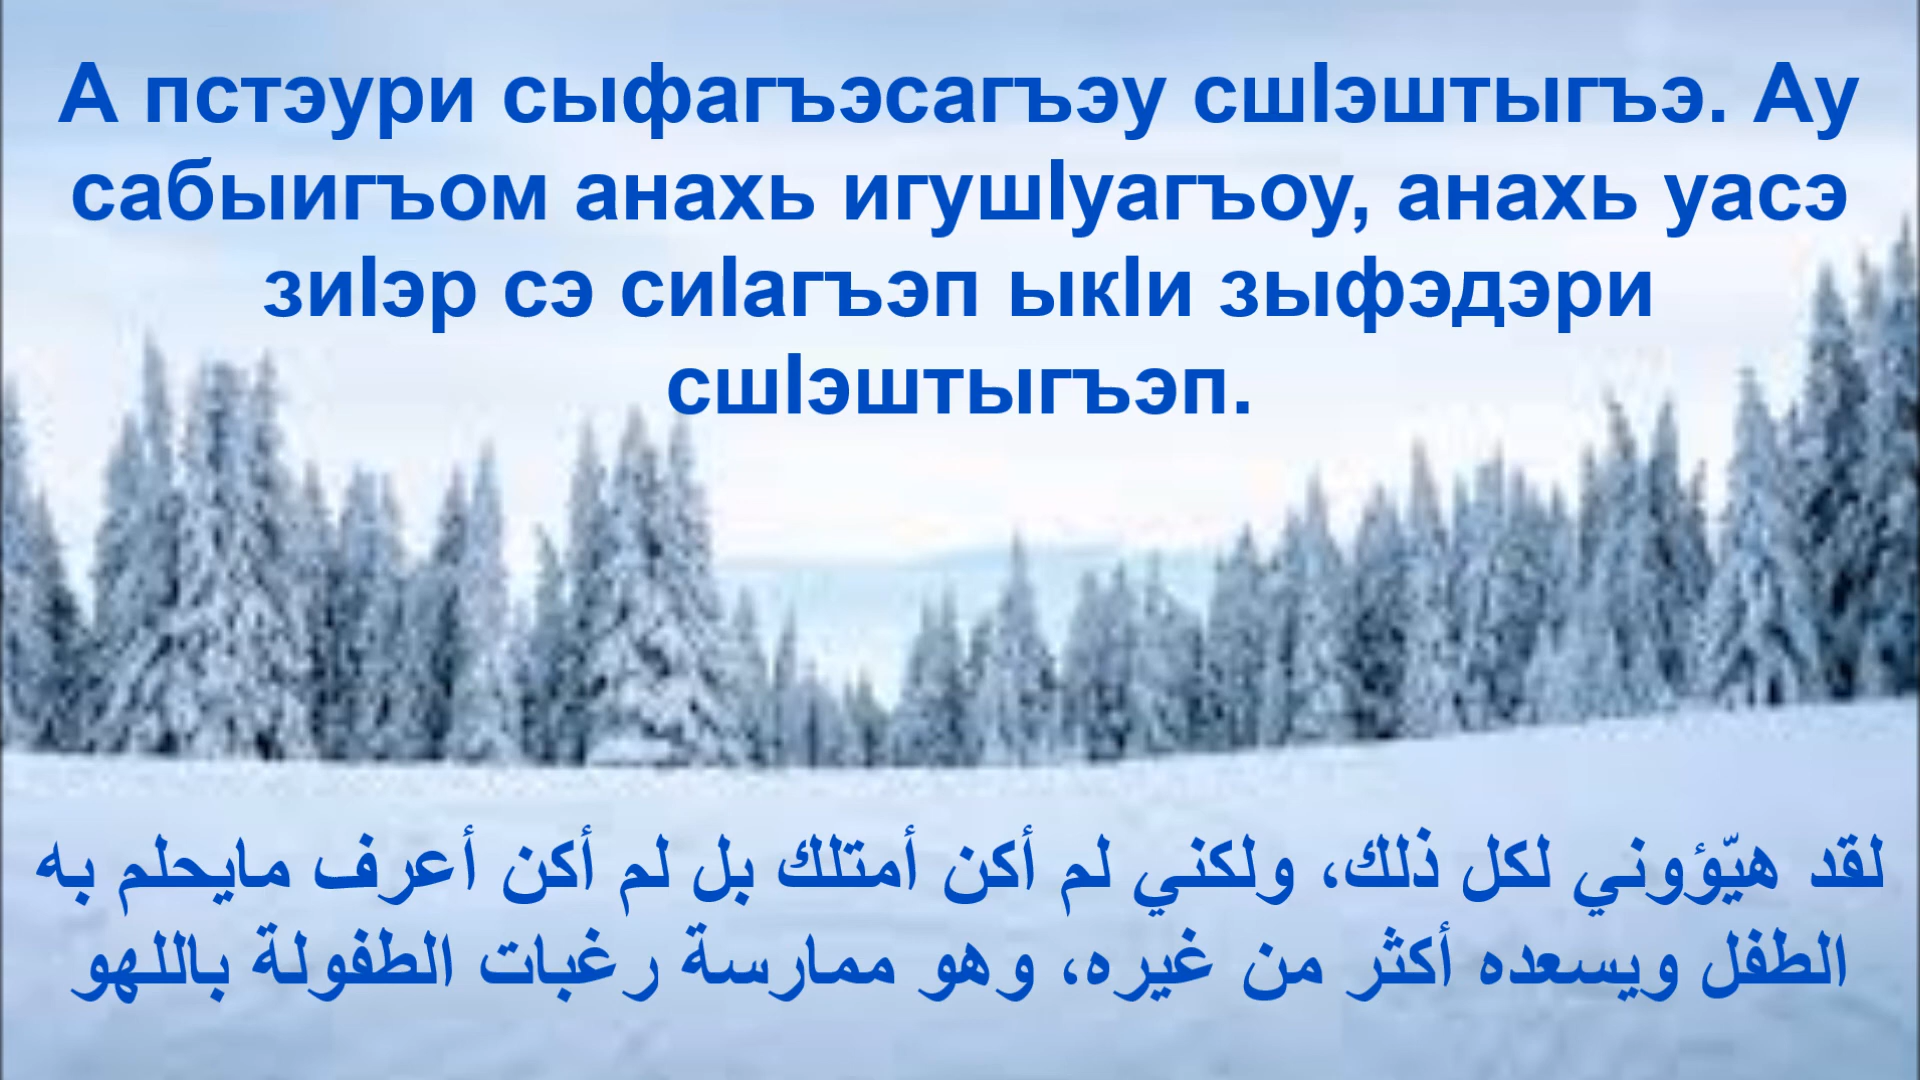 А пстэури сыфагъэсагъэу сшӏэштыгъэ. Ау
сабыигъом анахь игушӏуагъоу, анахь уасэ
зиӏэр сэ сиӏагъэп ыкӏи зыфэдэри
сшӏэштыгъэп.
لقد هيّؤوني لكل ذلك، ولكني لم أكن أمتلك بل لم أكن أعرف مايحلم به
الطفل ويسعده أكثر من غيره، وهو ممارسة رغبات الطفولة باللهو